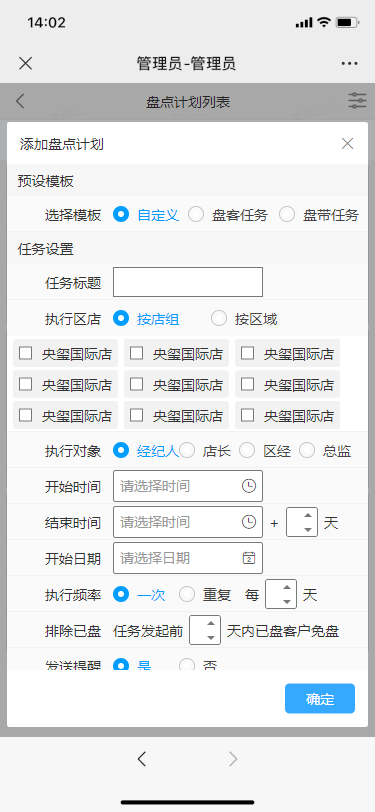 14:02
管理员-管理员
盘点计划列表
添加盘点计划
预设模板
选择模板 自定义 盘客任务 盘带任务
任务设置
任务标题
执行区店 按店组 按区域
央玺国际店 央玺国际店 央玺国际店
央玺国际店 央玺国际店 央玺国际店
央玺国际店 央玺国际店 央玺国际店
执行对象 经纪人 店长 区经 总监
开始时间 请选择时间
结束时间 请选择时间 + 天
开始日期 请选择日期
执行频率 一次 重复 每 天
排除已盘 任务发起前 天内已盘客户免盘
发送提醒 是 否
确定